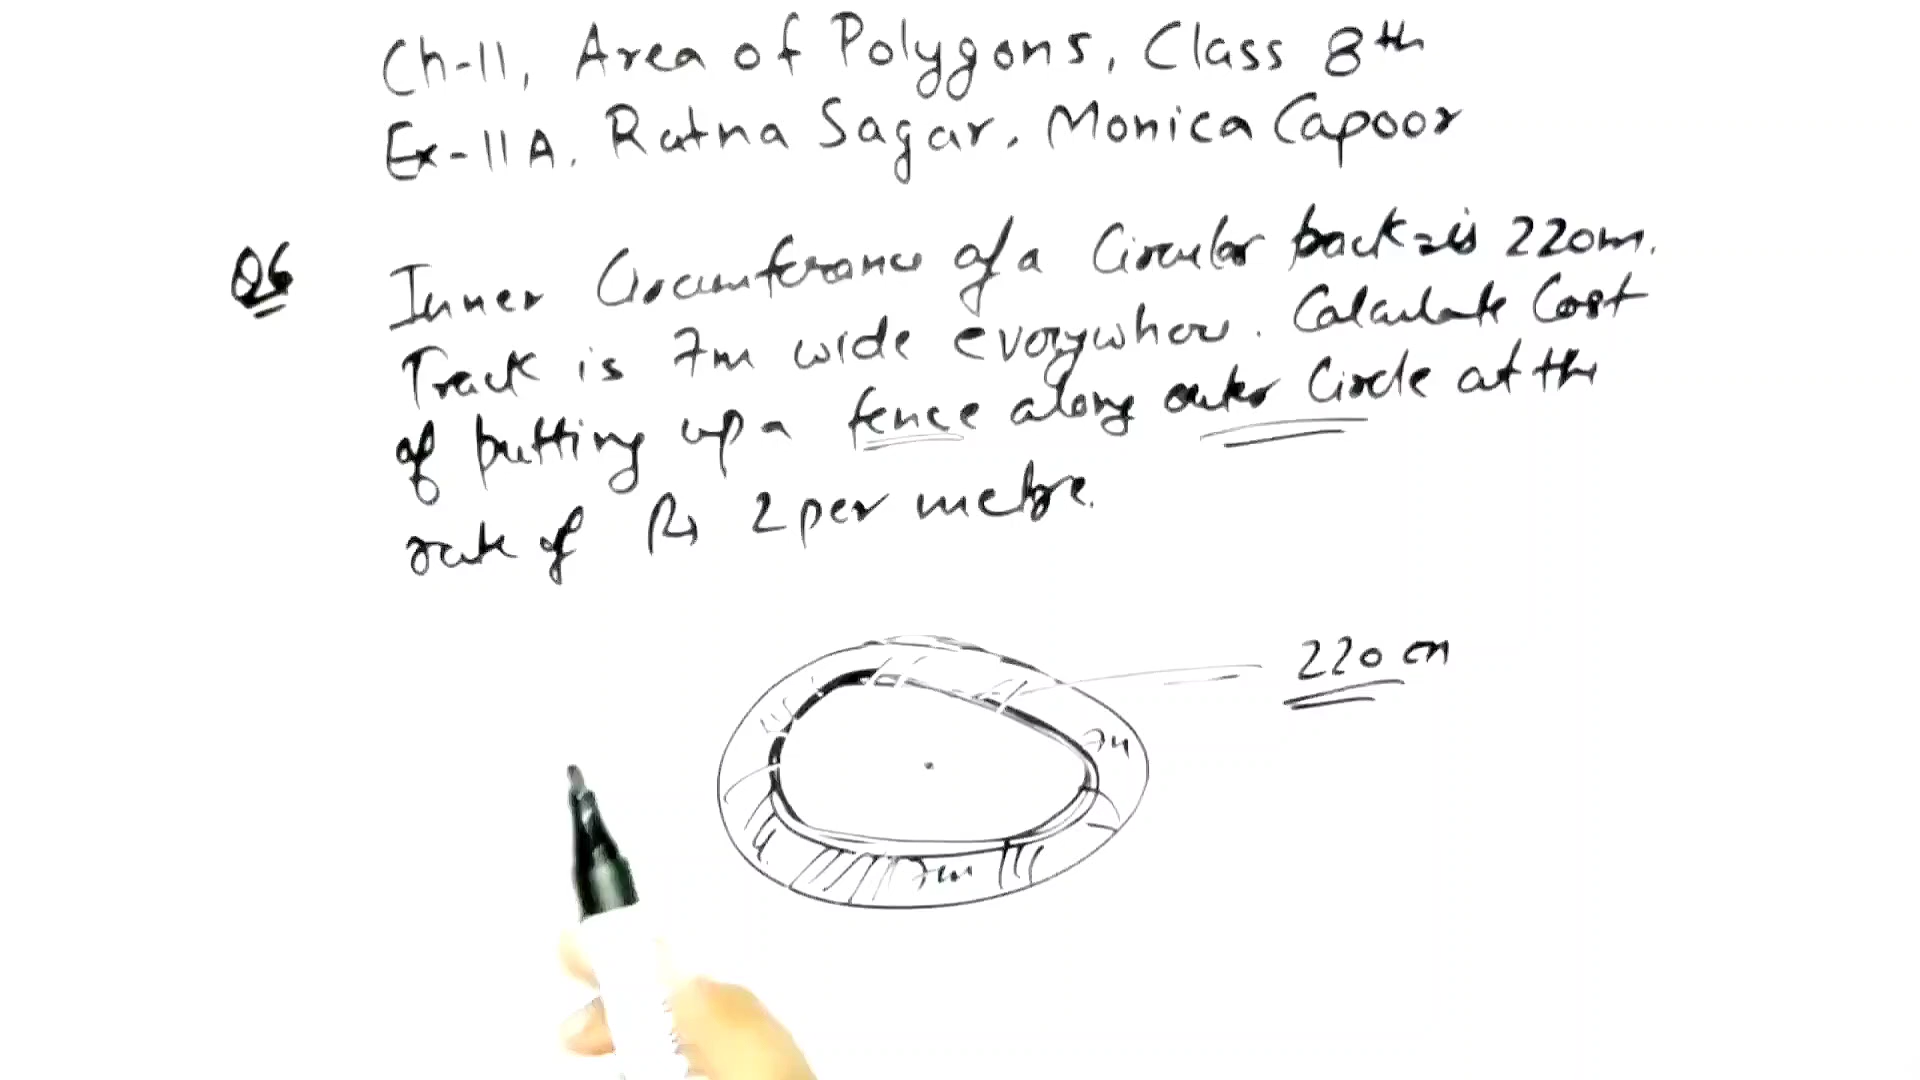 Ch-11, Area of Polygons, Class 8th
Ex-11A. Ratna Sagar. Monica Capoor
Q6 Inner Circumference of a Circular track is 220m.
Track is 7m wide everywhere. Calculate Cost
of putting up a fence along outer Circle at the
rate of Rs 2 per metre.
220 cm
7m
7cm